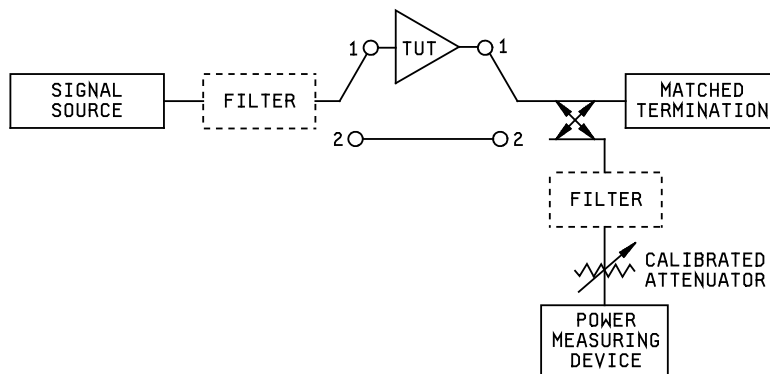 1
TUT
1
SIGNAL
SOURCE
FILTER
MATCHED
TERMINATION
2
2
FILTER
CALIBRATED
ATTENUATOR
POWER
MEASURING
DEVICE